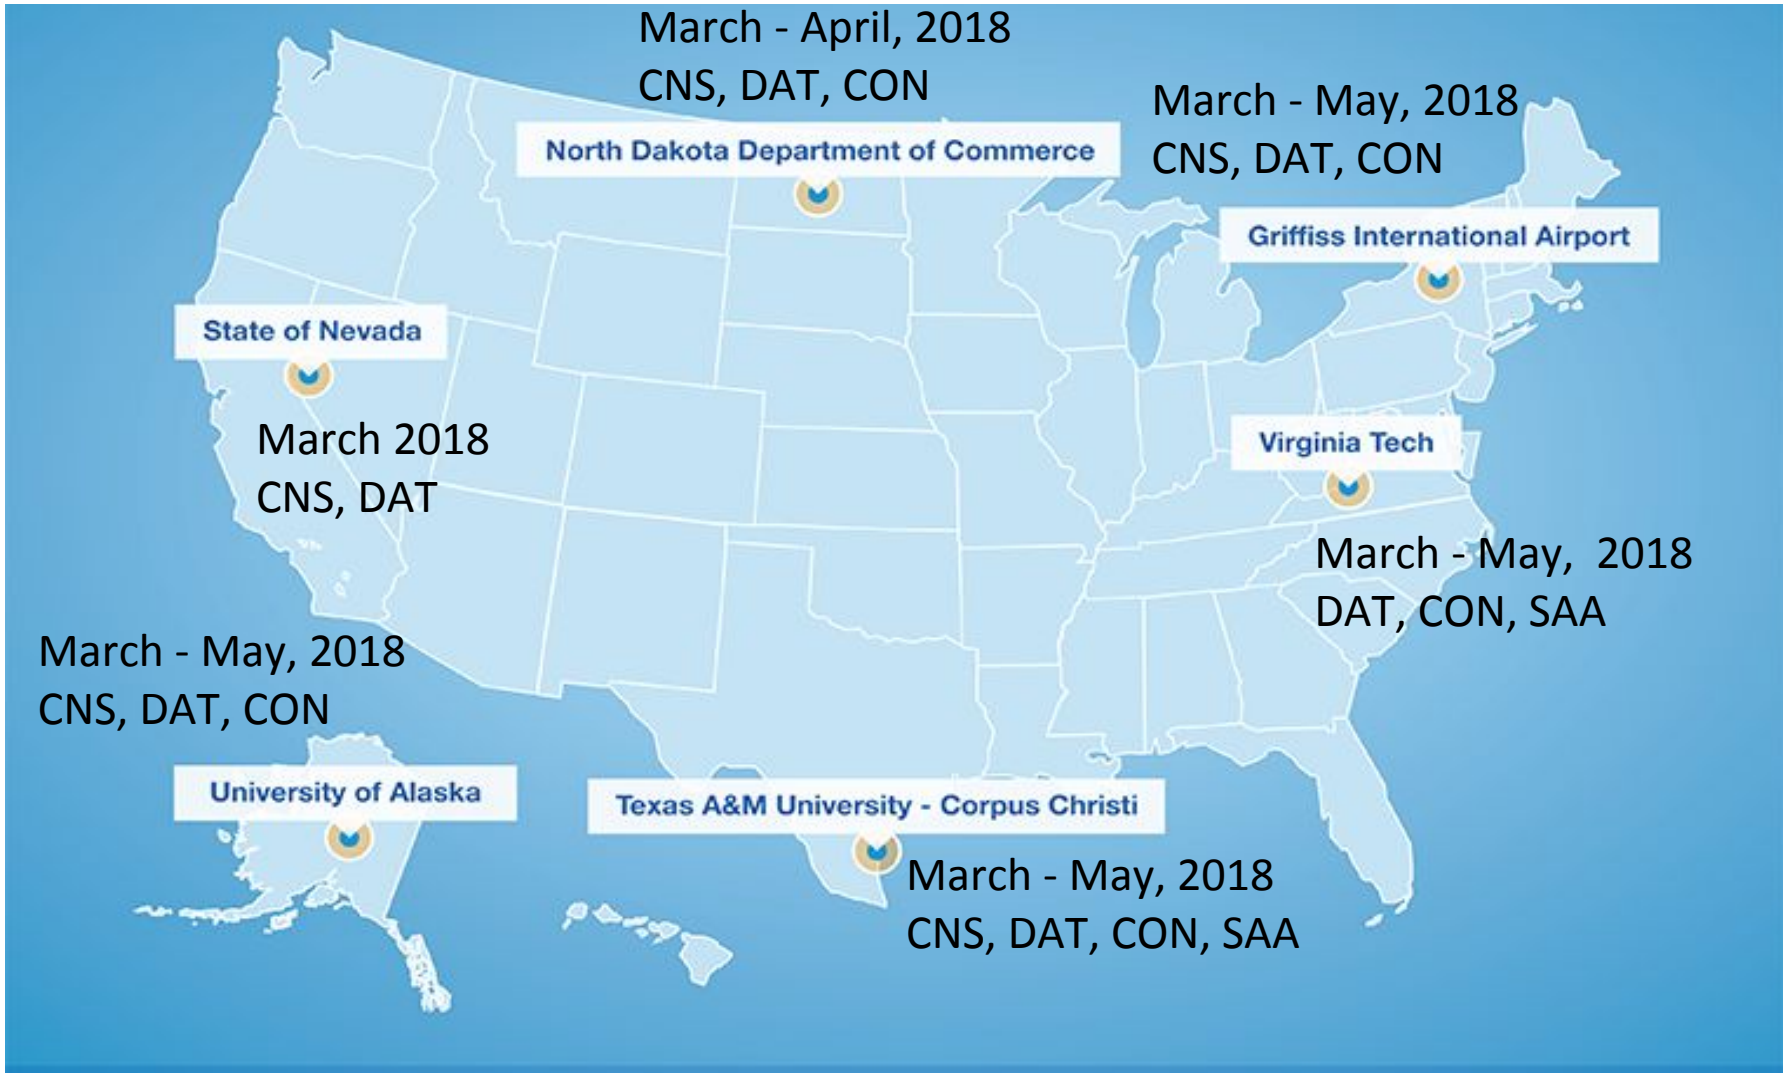 March - April, 2018
CNS, DAT, CON
North Dakota Department of Commerce
March - May, 2018
CNS, DAT, CON
Griffiss International Airport
State of Nevada
March 2018
CNS, DAT
Virginia Tech
March - May,  2018
DAT, CON, SAA
March - May, 2018
CNS, DAT, CON
University of Alaska
Texas A&M University - Corpus Christi
March - May, 2018
CNS, DAT, CON, SAA